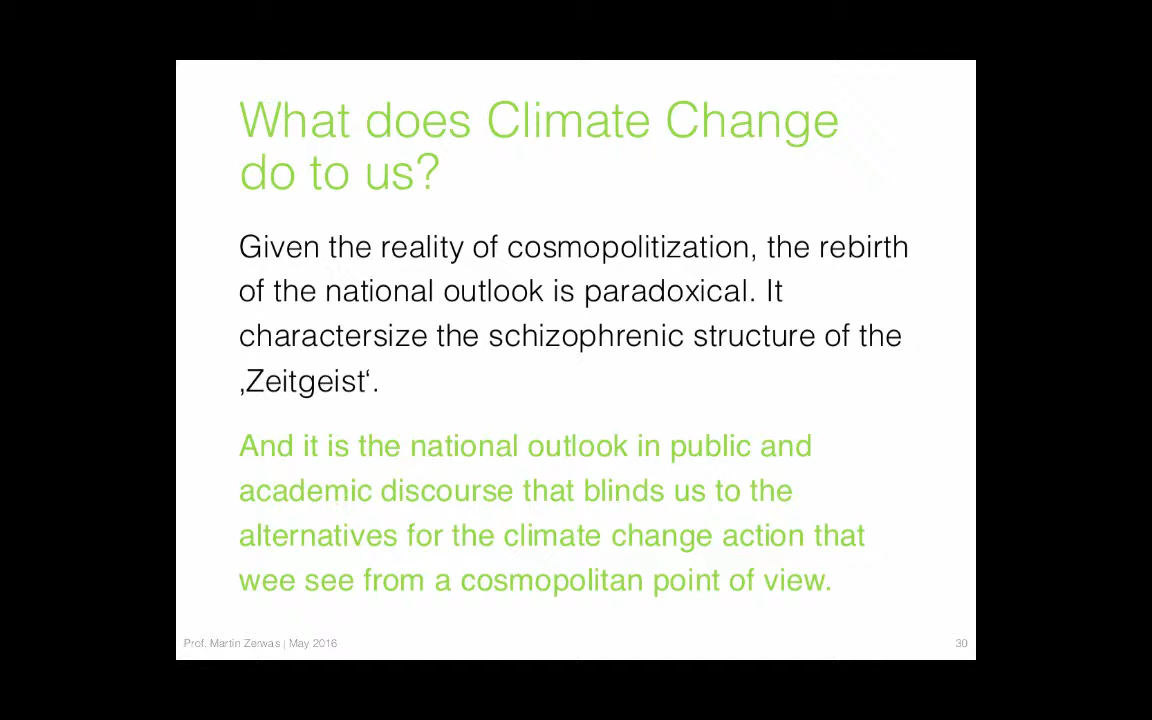 What does Climate Change
do to us?
Given the reality of cosmopolitization, the rebirth
of the national outlook is paradoxical. It
charactersize the schizophrenic structure of the
‚Zeitgeist‘.
And it is the national outlook in public and
academic discourse that blinds us to the
alternatives for the climate change action that
wee see from a cosmopolitan point of view.
Prof. Martin Zerwas | May 2016
30